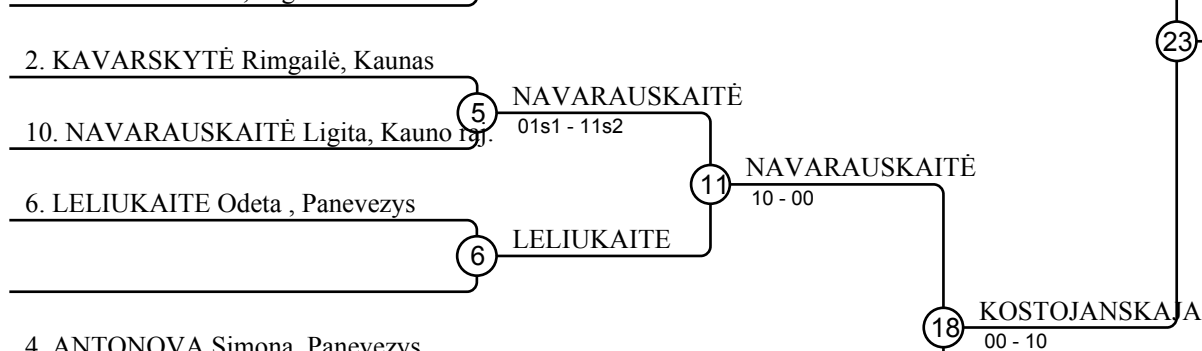 23
2. KAVARSKYTĖ Rimgailė, Kaunas
5
NAVARAUSKAITĖ
01s1 - 11s2
10. NAVARAUSKAITĖ Ligita, Kauno raj.
11
NAVARAUSKAITĖ
10 - 00
6. LELIUKAITE Odeta , Panevezys
6
LELIUKAITE
18
KOSTOJANSKAJA
00 - 10
4. ANTONOVA Simona, Panevezys